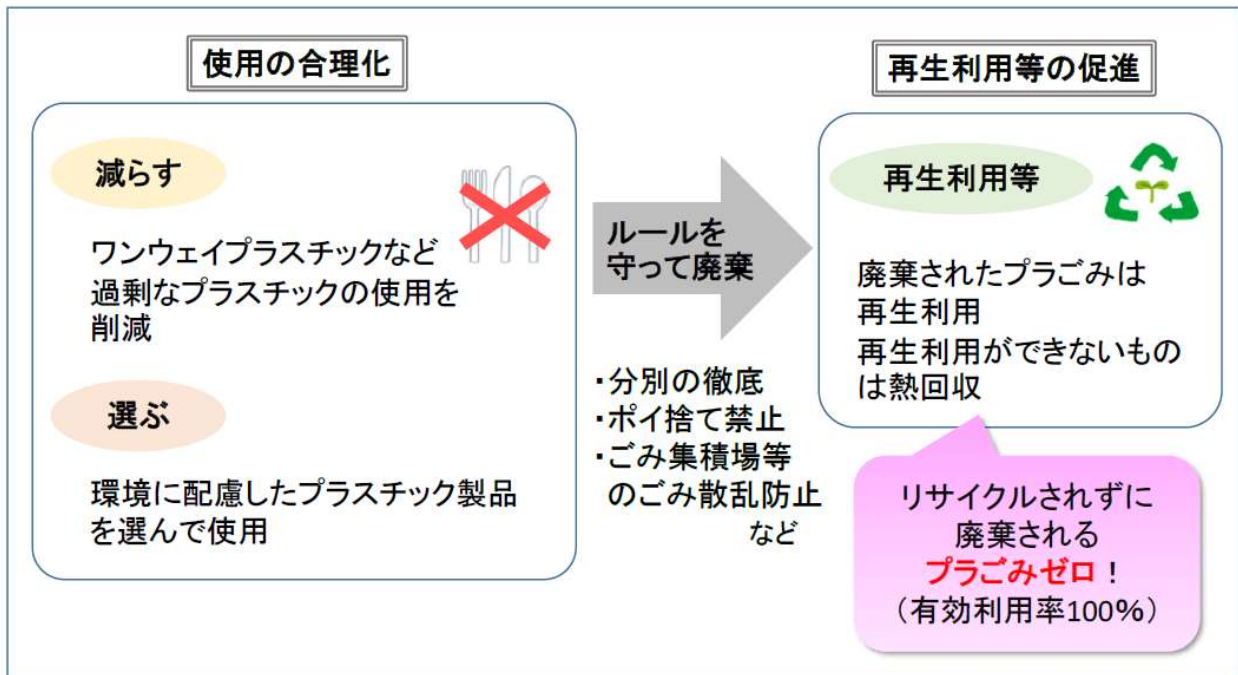 使用の合理化
減らす
ワンウェイプラスチックなど
過剰なプラスチックの使用を
削減
選ぶ
環境に配慮したプラスチック製品
を選んで使用
ルールを
守って廃棄
・分別の徹底
・ポイ捨て禁止
・ごみ集積場等
のごみ散乱防止
など
再生利用等の促進
再生利用等
廃棄されたプラごみは
再生利用
再生利用ができないもの
は熱回収
リサイクルされずに
廃棄される
プラごみゼロ！
（有効利用率100％）